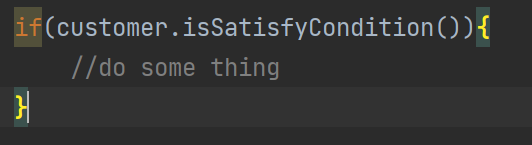 if(customer.isSatisfyCondition()){
    //do some thing
}